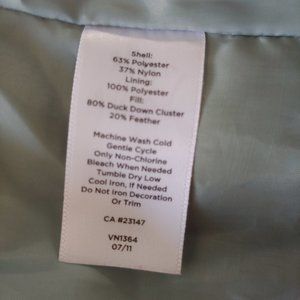 Shell:
63% Polyester
37% Nylon
Lining:
100% Polyester
Fill:
80% Duck Down Cluster
20% Feather
Machine Wash Cold
Gentle Cycle
Only Non-Chlorine
Bleach When Needed
Tumble Dry Low
Cool Iron, If Needed
Do Not Iron Decoration
Or Trim
CA #23147
VN1364
07/11